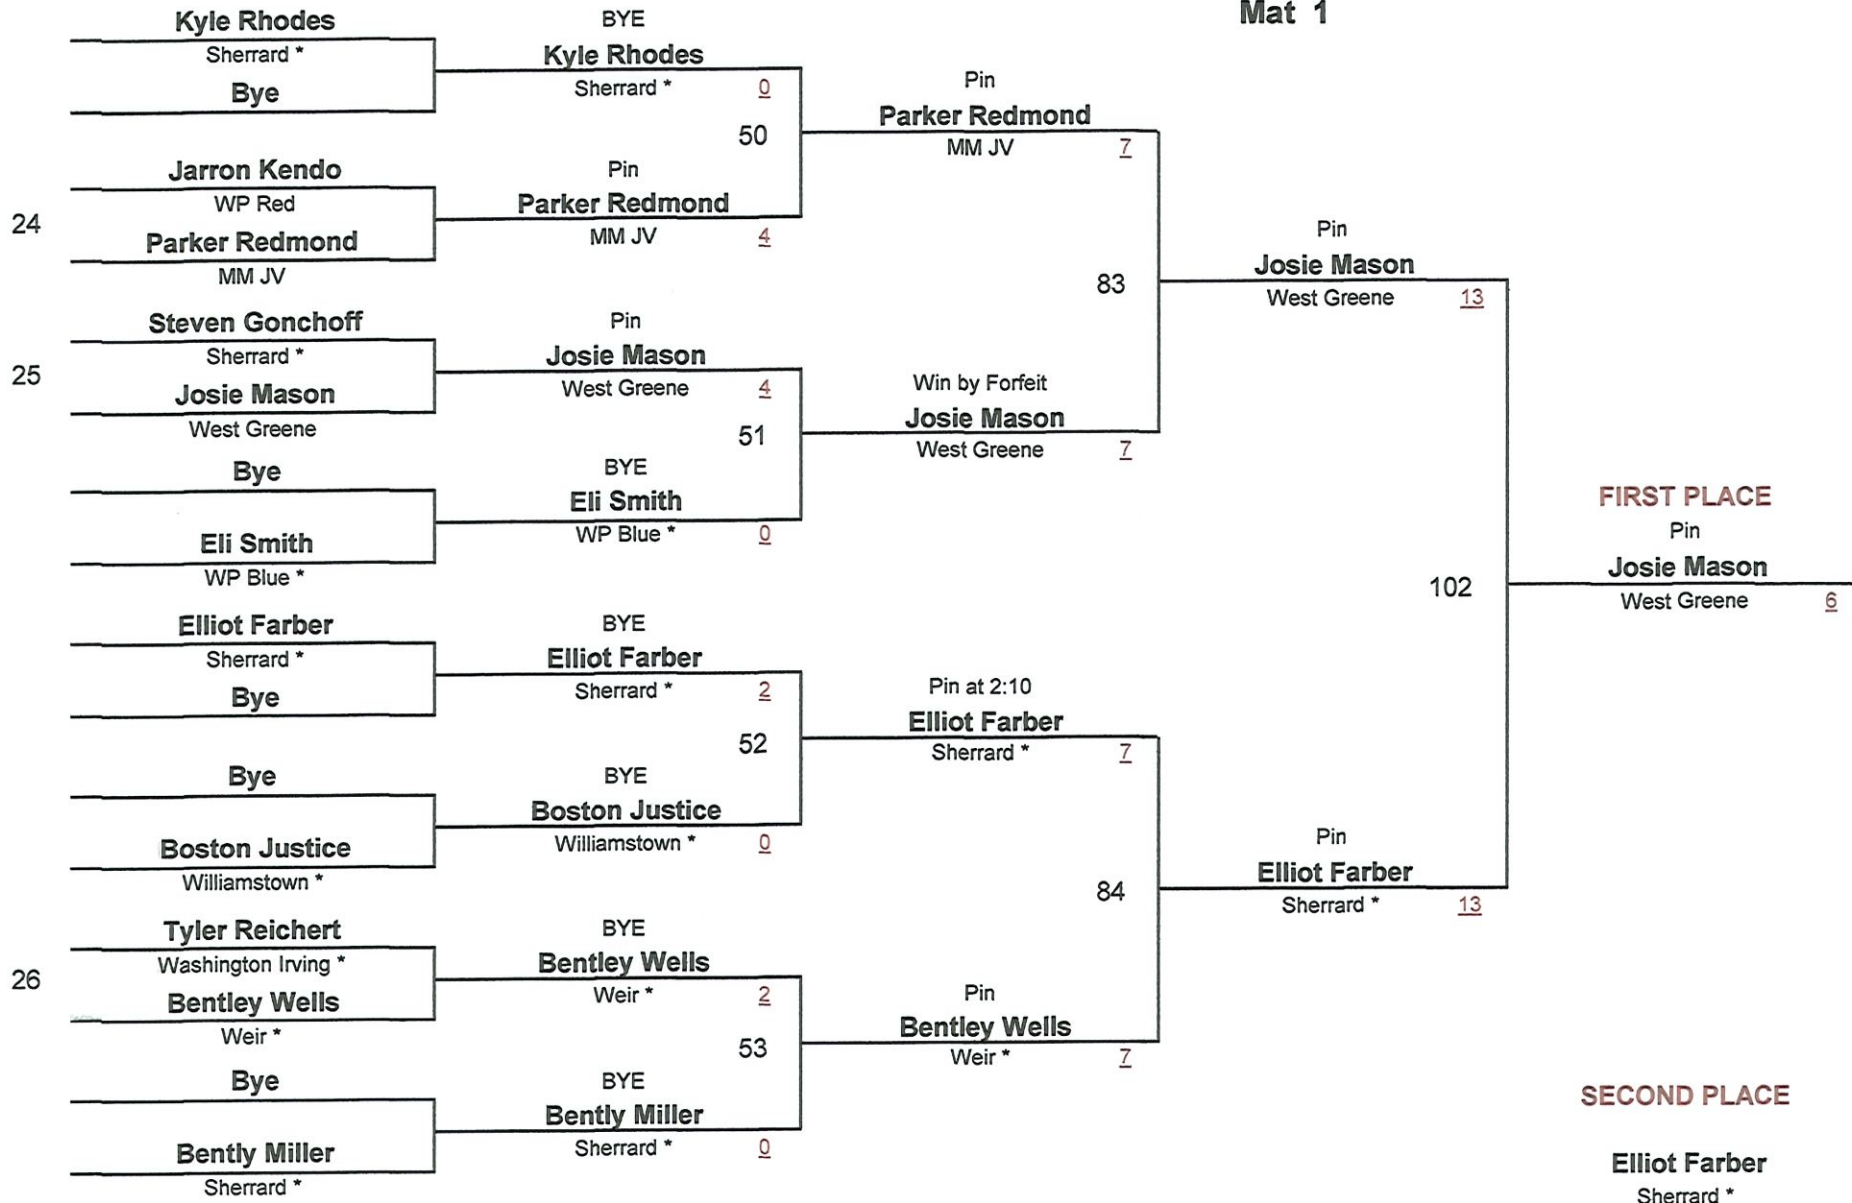 Mat 1
Kyle Rhodes
Sherrard *
Bye
24
Jarron Kendo
WP Red
Parker Redmond
MM JV
25
Steven Gonchoff
Sherrard *
Josie Mason
West Greene
Bye
Eli Smith
WP Blue *
Elliot Farber
Sherrard *
Bye
Bye
Boston Justice
Williamstown *
26
Tyler Reichert
Washington Irving *
Bentley Wells
Weir *
Bye
Bently Miller
Sherrard *
BYE
Kyle Rhodes
Sherrard * 0
50
Pin
Parker Redmond
MM JV 4
Pin
Josie Mason
West Greene 4
51
BYE
Eli Smith
WP Blue * 0
BYE
Elliot Farber
Sherrard * 2
52
BYE
Boston Justice
Williamstown * 0
BYE
Bentley Wells
Weir * 2
53
BYE
Bently Miller
Sherrard * 0
Pin
Parker Redmond
MM JV 7
83
Win by Forfeit
Josie Mason
West Greene 7
Pin at 2:10
Elliot Farber
Sherrard * 7
84
Pin
Bentley Wells
Weir * 7
Pin
Josie Mason
West Greene 13
102
Pin
Elliot Farber
Sherrard * 13
FIRST PLACE
Pin
Josie Mason
West Greene 6
SECOND PLACE
Elliot Farber
Sherrard *